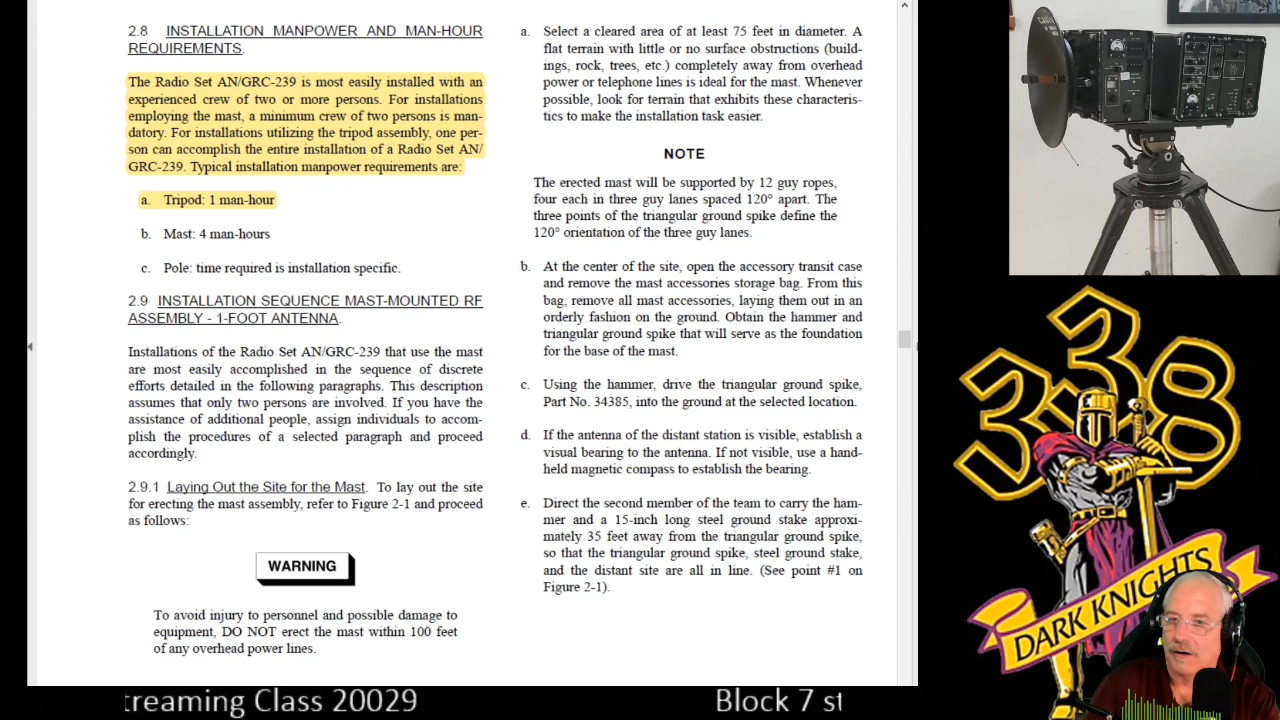 2.8 INSTALLATION MANPOWER AND MAN-HOUR
REQUIREMENTS.
The Radio Set AN/GRC-239 is most easily installed with an
experienced crew of two or more persons. For installations
employing the mast, a minimum crew of two persons is man-
datory. For installations utilizing the tripod assembly, one per-
son can accomplish the entire installation of a Radio Set AN/
GRC-239. Typical installation manpower requirements are:
a. Tripod: 1 man-hour
b. Mast: 4 man-hours
c. Pole: time required is installation specific.
2.9 INSTALLATION SEQUENCE MAST-MOUNTED RF
ASSEMBLY - 1-FOOT ANTENNA.
Installations of the Radio Set AN/GRC-239 that use the mast
are most easily accomplished in the sequence of discrete
efforts detailed in the following paragraphs. This description
assumes that only two persons are involved. If you have the
assistance of additional people, assign individuals to accom-
plish the procedures of a selected paragraph and proceed
accordingly.
2.9.1 Laying Out the Site for the Mast. To lay out the site
for erecting the mast assembly, refer to Figure 2-1 and proceed
as follows:
WARNING
To avoid injury to personnel and possible damage to
equipment, DO NOT erect the mast within 100 feet
of any overhead power lines.
a. Select a cleared area of at least 75 feet in diameter. A
flat terrain with little or no surface obstructions (build-
ings, rock, trees, etc.) completely away from overhead
power or telephone lines is ideal for the mast. Whenever
possible, look for terrain that exhibits these characteris-
tics to make the installation task easier.
NOTE
The erected mast will be supported by 12 guy ropes,
four each in three guy lanes spaced 120° apart. The
three points of the triangular ground spike define the
120° orientation of the three guy lanes.
b. At the center of the site, open the accessory transit case
and remove the mast accessories storage bag. From this
bag, remove all mast accessories, laying them out in an
orderly fashion on the ground. Obtain the hammer and
triangular ground spike that will serve as the foundation
for the base of the mast.
c. Using the hammer, drive the triangular ground spike,
Part No. 34385, into the ground at the selected location.
d. If the antenna of the distant station is visible, establish a
visual bearing to the antenna. If not visible, use a hand-
held magnetic compass to establish the bearing.
e. Direct the second member of the team to carry the ham-
mer and a 15-inch long steel ground stake approxi-
mately 35 feet away from the triangular ground spike,
so that the triangular ground spike, steel ground stake,
and the distant site are all in line. (See point #1 on
Figure 2-1).
338
DARK KNIGHTS
treaming Class 20029
Block 7 st